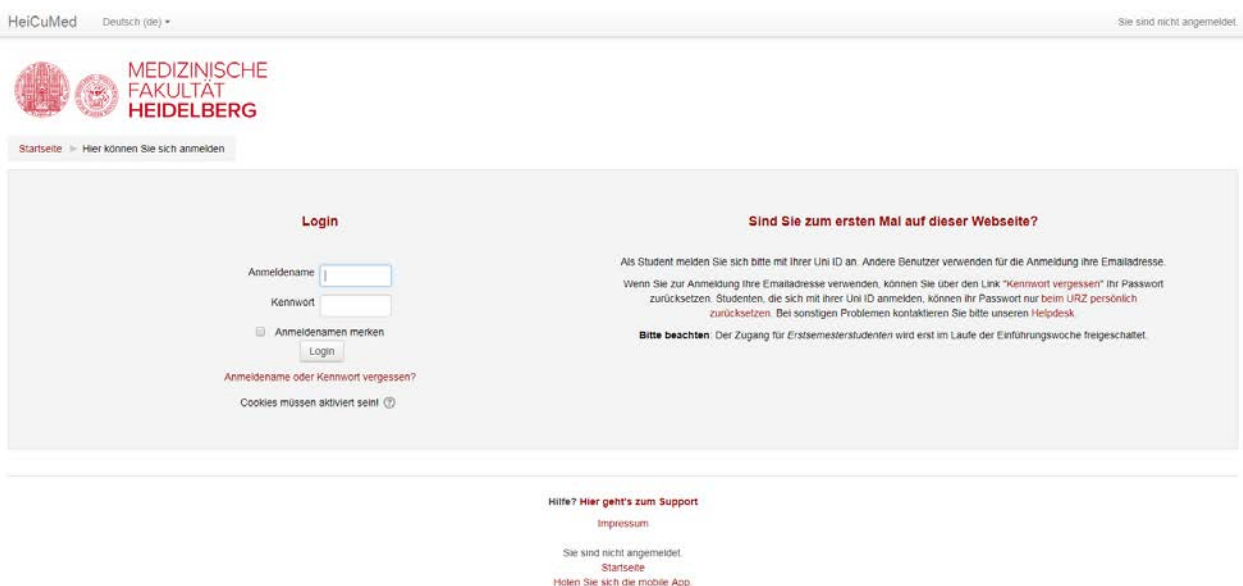 HeiCuMed Deutsch (de) Sie sind nicht angemeldet.
MEDIZINISCHE
FAKULTÄT
HEIDELBERG
Startseite Hier können Sie sich anmelden
Login
Anmeldename
Kennwort
Anmeldenamen merken
Login
Anmeldename oder Kennwort vergessen?
Cookies müssen aktiviert sein!
Sind Sie zum ersten Mal auf dieser Webseite?
Als Student melden Sie sich bitte mit Ihrer Uni ID an. Andere Benutzer verwenden für die Anmeldung ihre Emailadresse.
Wenn Sie zur Anmeldung Ihre Emailadresse verwenden, können Sie über den Link "Kennwort vergessen" Ihr Passwort
zurücksetzen. Studenten, die sich mit ihrer Uni ID anmelden, können ihr Passwort nur beim URZ persönlich
zurücksetzen. Bei sonstigen Problemen kontaktieren Sie bitte unseren Helpdesk
Bitte beachten: Der Zugang für Erstsemesterstudenten wird erst im Laufe der Einführungswoche freigeschaltet.
Hilfe? Hier geht's zum Support
Impressum
Sie sind nicht angemeldet.
Startseite
Holen Sie sich die mobile App.